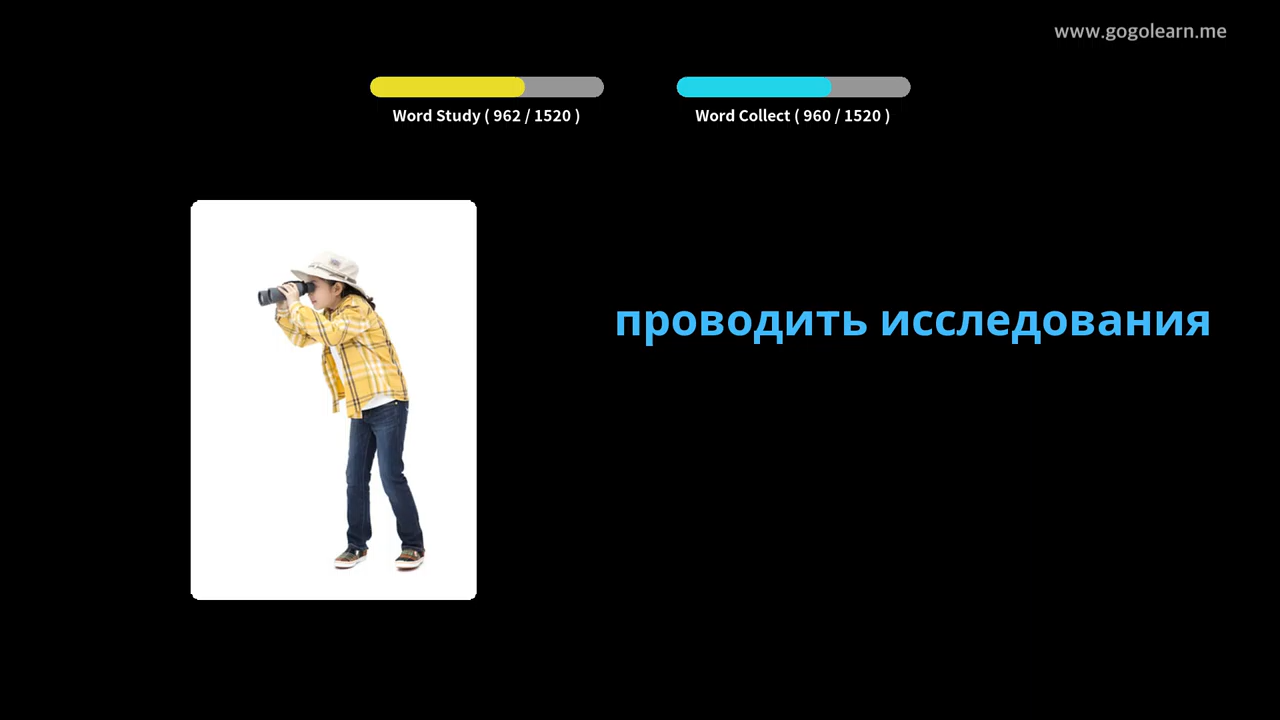 www.gogolearn.me
Word Study ( 962 / 1520 )
Word Collect ( 960 / 1520 )
проводить исследования